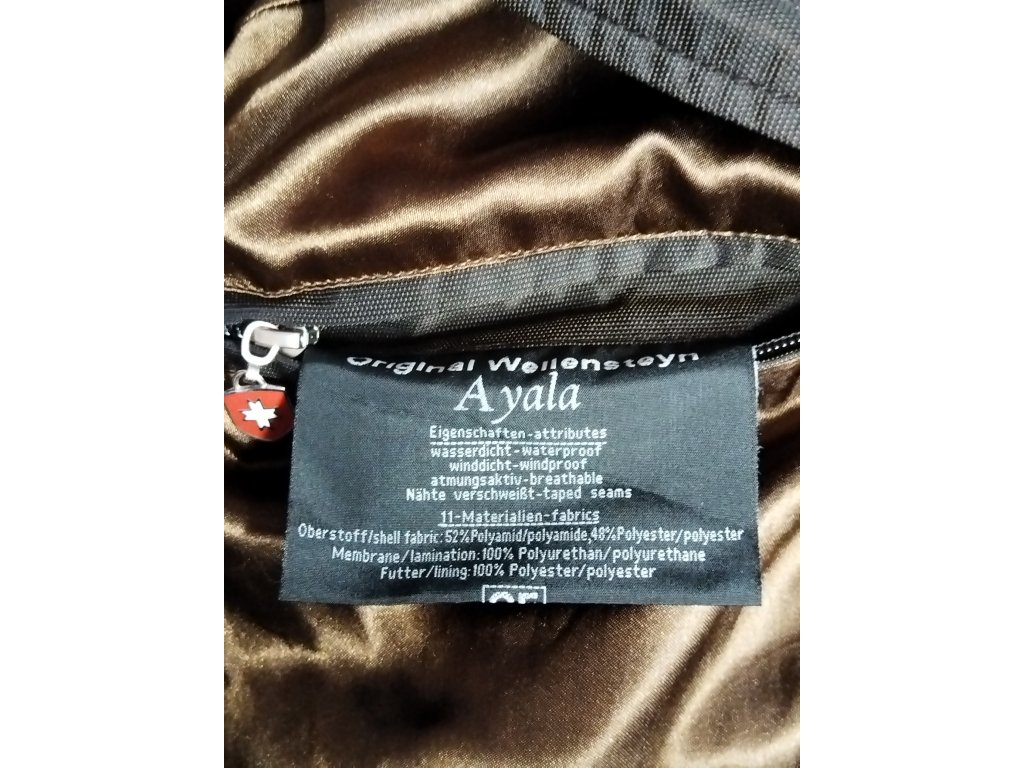 Original Wellensteyn
Ayala
Eigenschaften-attributes
wasserdicht-waterproof
winddicht-windproof
atmungsaktiv-breathable
Nähte verschweißt-taped seams
11-Materialien-fabrics
Oberstoff/shell fabric:52%Polyamid/polyamide,48%Polyester/polyester
Membrane/lamination:100% Polyurethan/polyurethane
Futter/lining:100% Polyester/polyester